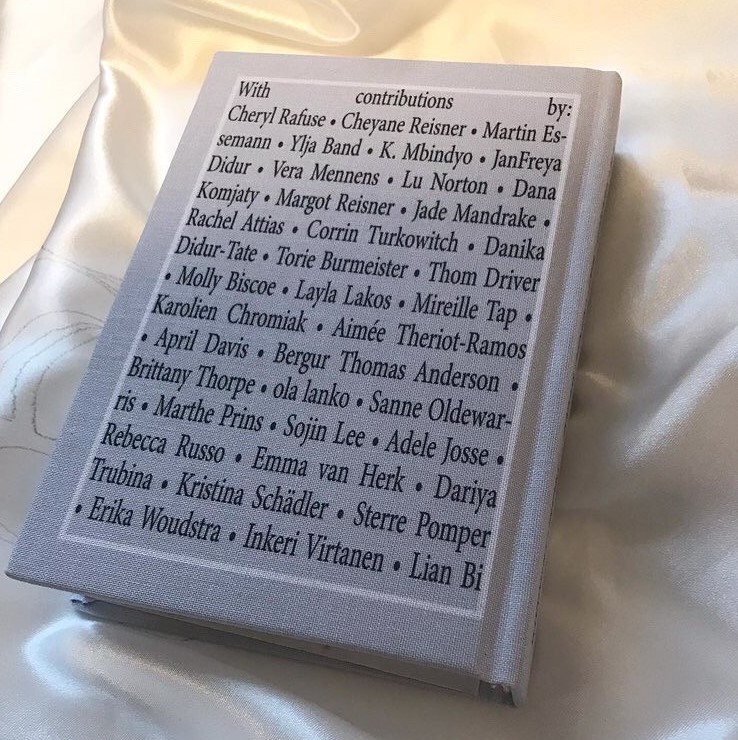 With contributions by:
Cheryl Rafuse • Cheyane Reisner • Martin Es-
semann • Ylja Band • K. Mbindyo • JanFreya
Didur • Vera Mennens • Lu Norton • Dana
Komjaty • Margot Reisner • Jade Mandrake •
Rachel Attias • Corrin Turkowitch • Danika
Didur-Tate • Torie Burmeister • Thom Driver
• Molly Biscoe • Layla Lakos • Mireille Tap •
Karolien Chromiak • Aimée Theriot-Ramos
• April Davis • Bergur Thomas Anderson •
Brittany Thorpe • ola lanko • Sanne Oldewar-
ris • Marthe Prins • Sojin Lee • Adele Josse •
Rebecca Russo • Emma van Herk • Dariya
Trubina • Kristina Schädler • Sterre Pomper
• Erika Woudstra • Inkeri Virtanen • Lian Bi